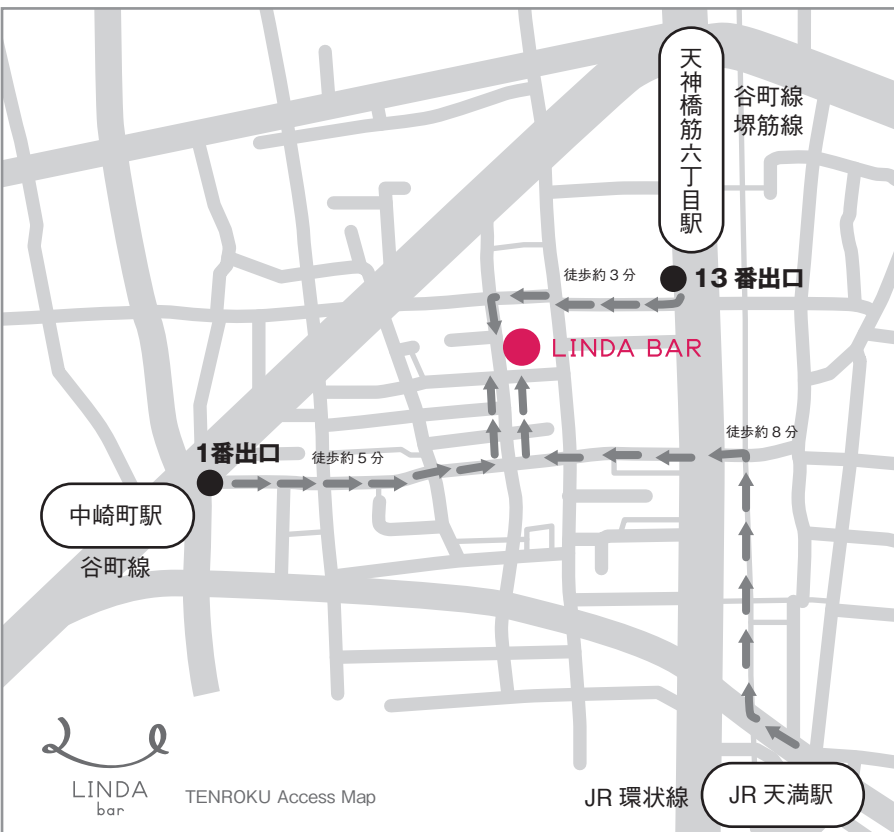 天神橋筋六丁目駅
谷町線
堺筋線
徒歩約3分
13番出口
LINDA BAR
徒歩約8分
1番出口
徒歩約5分
中崎町駅
谷町線
LINDA
bar
TENROKU Access Map
JR 環状線
JR 天満駅